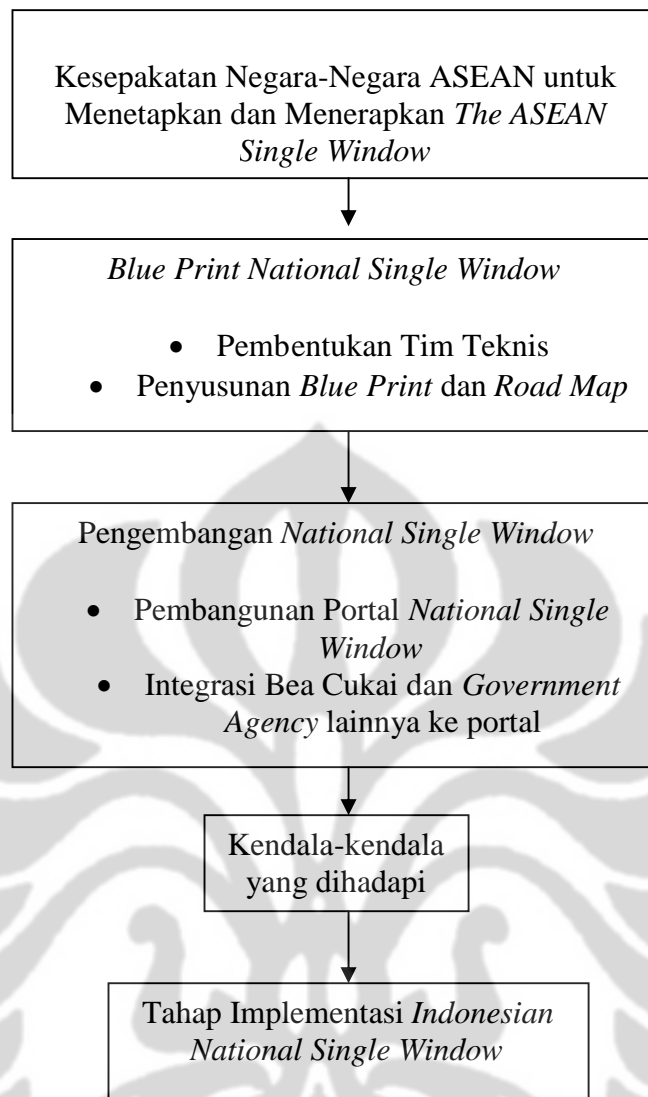 Kesepakatan Negara-Negara ASEAN untuk
Menetapkan dan Menerapkan The ASEAN
Single Window
Blue Print National Single Window
• Pembentukan Tim Teknis
• Penyusunan Blue Print dan Road Map
Pengembangan National Single Window
• Pembangunan Portal National Single
Window
• Integrasi Bea Cukai dan Government
Agency lainnya ke portal
Kendala-kendala
yang dihadapi
Tahap Implementasi Indonesian
National Single Window